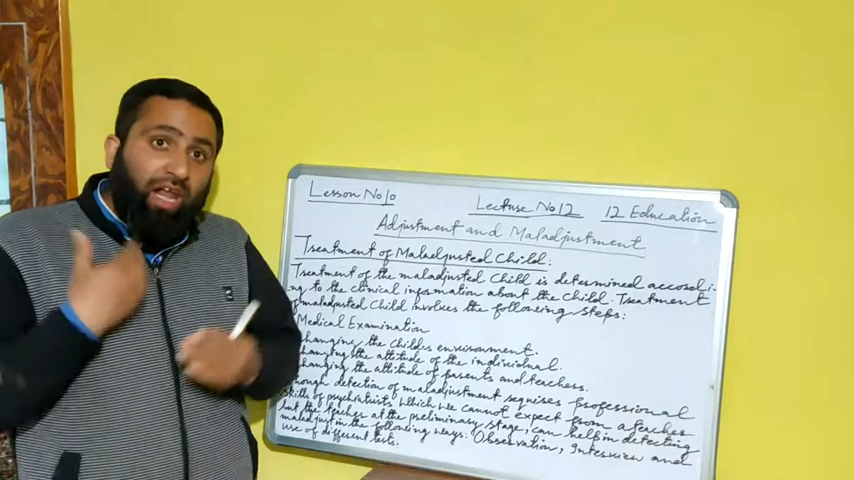 Lesson No 10 Lecture No. 12 12 Education
Adjustment and Maladjustment
Treatment of Maladjusted Child:
Treatment of the maladjusted child is determined accord-
ing to the clinical information about the child. Treatment
of maladjusted child involves the following steps:
Medical Examination
changing the child's environment.
changing the attitude of the individual.
changing the attitude of parents and teachers.
hough detection of maladjustment requires professional
skills of psychiatrists which we cannot expect from a teacher
but the teacher at the preliminary stage, can help in detecting
maladjust in the following ways: Observation, Interview and
use of different tests.